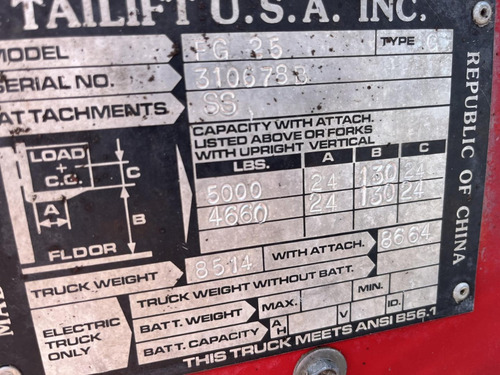 TAILIFT U.S.A. INC.
MODEL FG 25 TYPE G
SERIAL NO. 310678B
ATTACHMENTS SS
CAPACITY WITH ATTACH.
LISTED ABOVE OR FORKS
WITH UPRIGHT VERTICAL
LBS. A B C
5000 24 130 24
4660 24 130 24
LOAD
C.G.
C
A
B
FLOOR
TRUCK WEIGHT 8514 WITH ATTACH. 8664
TRUCK WEIGHT WITHOUT BATT.
ELECTRIC
TRUCK
ONLY
BATT. WEIGHT MAX. MIN.
BATT. CAPACITY AH V ID.
THIS TRUCK MEETS ANSI B56.1
REPUBLIC OF CHINA
MAD